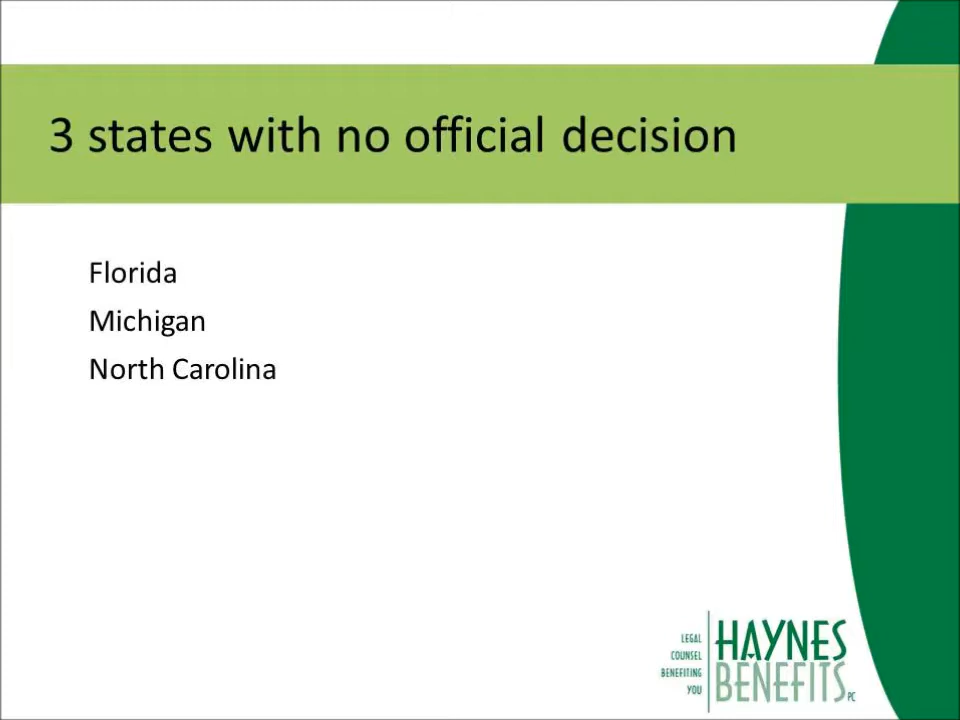 3 states with no official decision
Florida
Michigan
North Carolina
LEGAL
COUNSEL
BENEFITING
YOU
HAYNES
BENEFITS PC